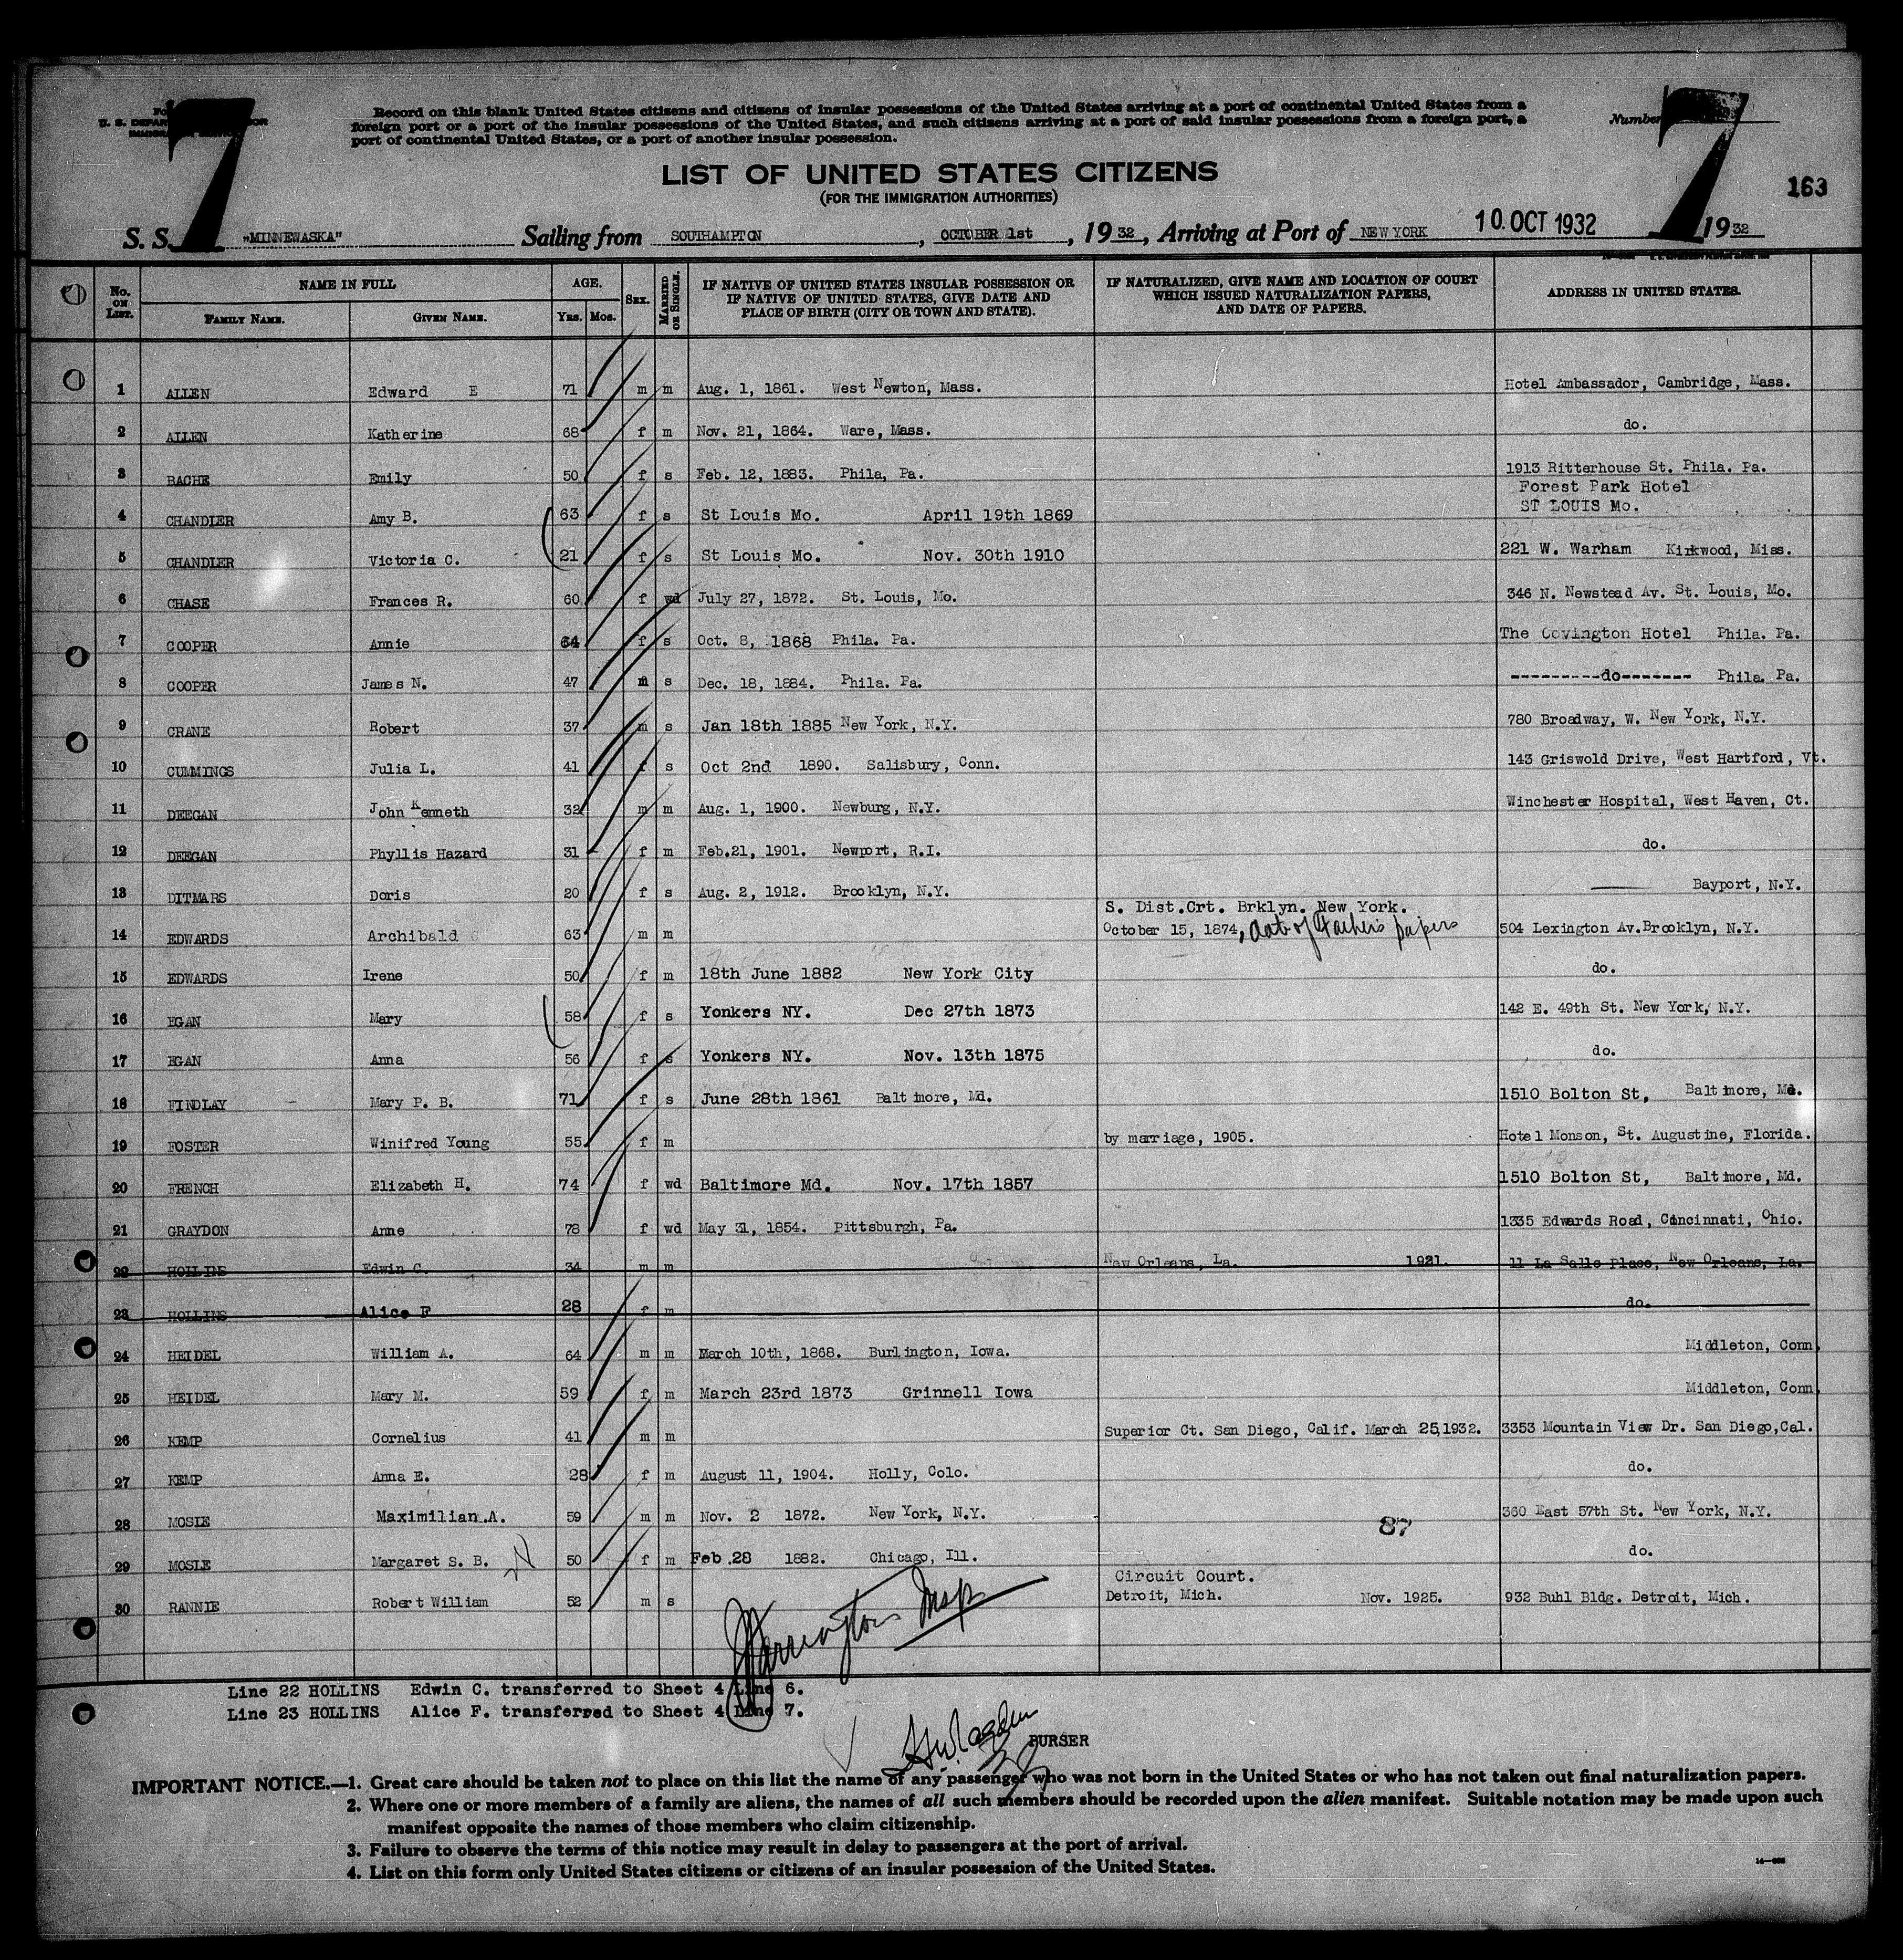 Record on this blank United States citizens and citizens of insular possessions of the United States arriving at a port of continental United States from a
foreign port or a port of the insular possessions of the United States, and such citizens arriving at a port of said insular possessions from a foreign port, a
port of continental United States, or a port of another insular possession.
7
Number 7
163
LIST OF UNITED STATES CITIZENS
(FOR THE IMMIGRATION AUTHORITIES)
S. S. "MINNEWASKA" Sailing from SOUTHAMPTON, OCTOBER 1st, 1932, Arriving at Port of NEW YORK 10. OCT 1932 1932
No. ON LIST. NAME IN FULL FAMILY NAME. GIVEN NAME. AGE. YRS. MOS. SEX. MARRIED OR SINGLE. IF NATIVE OF UNITED STATES INSULAR POSSESSION OR IF NATIVE OF UNITED STATES, GIVE DATE AND PLACE OF BIRTH (CITY OR TOWN AND STATE). IF NATURALIZED, GIVE NAME AND LOCATION OF COURT WHICH ISSUED NATURALIZATION PAPERS, AND DATE OF PAPERS. ADDRESS IN UNITED STATES.
1 ALLEN Edward E 71 m m Aug. 1, 1861. West Newton, Mass. Hotel Ambassador, Cambridge, Mass.
2 ALLEN Katherine 68 f m Nov. 21, 1864. Ware, Mass. do.
3 BACHE Emily 50 f s Feb. 12, 1883. Phila, Pa. 1913 Ritterhouse St. Phila. Pa.
Forest Park Hotel
4 CHANDLER Amy B. 63 f s St Louis Mo. April 19th 1869 ST LOUIS Mo.
5 CHANDLER Victoria C. 21 f s St Louis Mo. Nov. 30th 1910 221 W. Warham Kirkwood, Miss.
6 CHASE Frances R. 60 f wd July 27, 1872. St. Louis, Mo. 346 N. Newstead Av. St. Louis, Mo.
7 COOPER Annie 64 f s Oct. 8, 1868 Phila. Pa. The Covington Hotel Phila. Pa.
8 COOPER James N. 47 m s Dec. 18, 1884. Phila. Pa. ---------do------- Phila. Pa.
9 CRANE Robert 37 m s Jan 18th 1885 New York, N.Y. 780 Broadway, W. New York, N.Y.
10 CUMMINGS Julia L. 41 f s Oct 2nd 1890. Salisbury, Conn. 143 Griswold Drive, West Hartford, Vt.
11 DEEGAN John Kenneth 32 m m Aug. 1, 1900. Newburg, N.Y. Winchester Hospital, West Haven, Ct.
12 DEEGAN Phyllis Hazard 31 f m Feb.21, 1901. Newport, R.I. do.
13 DITMARS Doris 20 f s Aug. 2, 1912. Brooklyn, N.Y. Bayport, N.Y.
S. Dist.Crt. Brklyn. New York.
14 EDWARDS Archibald 63 m m October 15, 1874, date of Father's papers 504 Lexington Av.Brooklyn, N.Y.
15 EDWARDS Irene 50 f m 18th June 1882 New York City do.
16 EGAN Mary 58 f s Yonkers NY. Dec 27th 1873 142 E. 49th St. New York, N.Y.
17 EGAN Anna 56 f s Yonkers NY. Nov. 13th 1875 do.
18 FINDLAY Mary P. B. 71 f s June 28th 1861 Baltimore, Md. 1510 Bolton St, Baltimore, Md.
19 FOSTER Winifred Young 55 f m by marriage, 1905. Hotel Monson, St. Augustine, Florida.
20 FRENCH Elizabeth H. 74 f wd Baltimore Md. Nov. 17th 1857 1510 Bolton St, Baltimore, Md.
21 GRAYDON Anne 78 f wd May 31, 1854. Pittsburgh, Pa. 1335 Edwards Road, Cincinnati, Ohio.
22 HOLLINS Edwin C. 34 m m New Orleans, La. 1921. 11 La Salle Place, New Orleans, La.
23 HOLLINS Alice F 28 f m do.
24 HEIDEL William A. 64 m m March 10th, 1868. Burlington, Iowa. Middleton, Conn.
25 HEIDEL Mary M. 59 f m March 23rd 1873 Grinnell Iowa Middleton, Conn.
26 KEMP Cornelius 41 m m Superior Ct. San Diego, Calif. March 25,1932. 3353 Mountain View Dr. San Diego,Cal.
27 KEMP Anna E. 28 f m August 11, 1904. Holly, Colo. do.
28 MOSLE Maximilian.A. 59 m m Nov. 2 1872. New York, N.Y. 87 360 East 57th St. New York, N.Y.
29 MOSLE Margaret S. B. 50 f m Feb.28 1882. Chicago, Ill. do.
Circuit Court.
30 RANNIE Robert William 52 m s Detroit, Mich. Nov. 1925. 932 Buhl Bldg. Detroit, Mich.
Line 22 HOLLINS Edwin C. transferred to Sheet 4 Line 6.
Line 23 HOLLINS Alice F. transferred to Sheet 4 Line 7.
PURSER
IMPORTANT NOTICE.—1. Great care should be taken not to place on this list the name of any passenger who was not born in the United States or who has not taken out final naturalization papers.
2. Where one or more members of a family are aliens, the names of all such members should be recorded upon the alien manifest. Suitable notation may be made upon such
manifest opposite the names of those members who claim citizenship.
3. Failure to observe the terms of this notice may result in delay to passengers at the port of arrival.
4. List on this form only United States citizens or citizens of an insular possession of the United States.